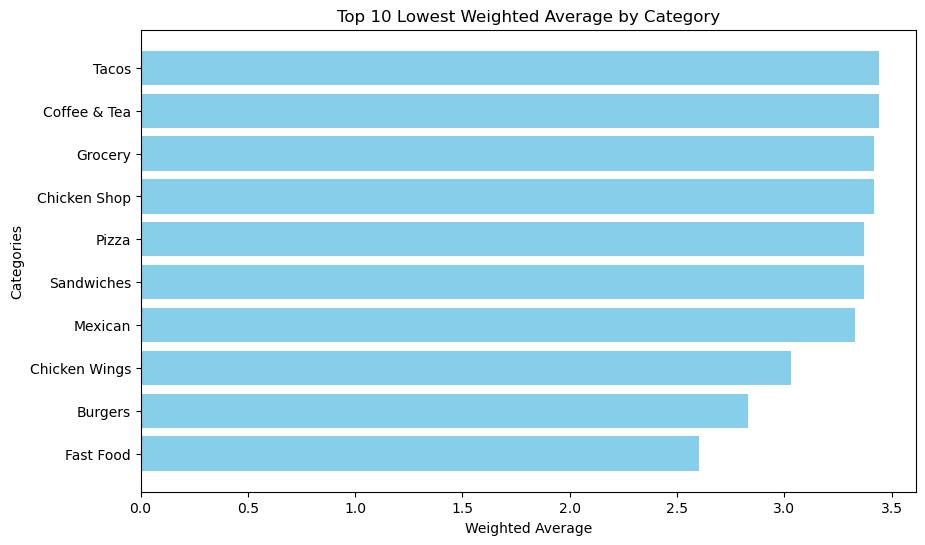 Top 10 Lowest Weighted Average by Category
Categories
Tacos
Coffee & Tea
Grocery
Chicken Shop
Pizza
Sandwiches
Mexican
Chicken Wings
Burgers
Fast Food
0.0 0.5 1.0 1.5 2.0 2.5 3.0 3.5
Weighted Average